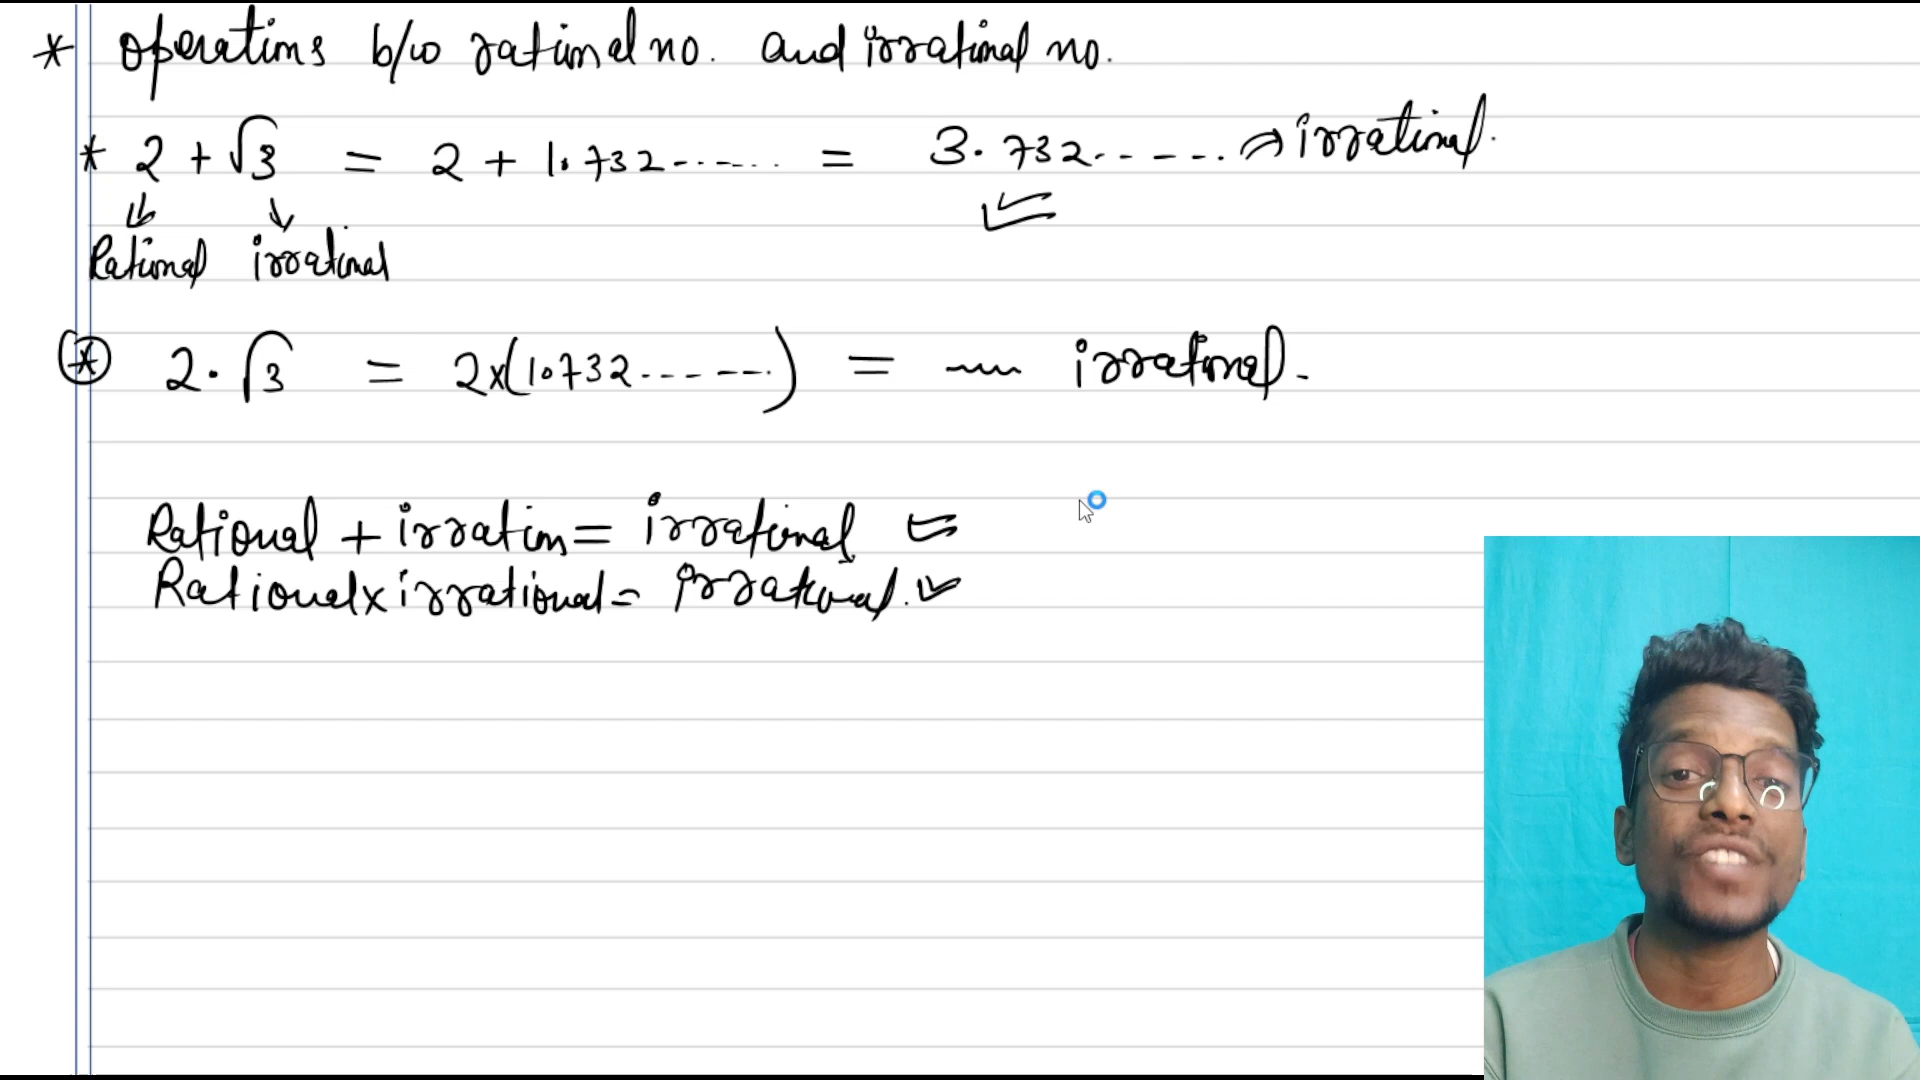 * operations b/w rational no. and irrational no.
* 2 + √3 = 2 + 1.732....... = 3.732....... → irrational.
Rational irrational
* 2·√3 = 2×(1.732.......) = irrational.
Rational + irration = irrational
Rational × irrational = irrational.